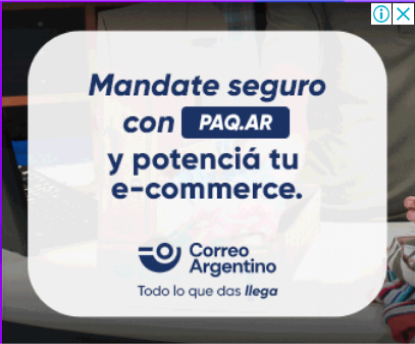 Mandate seguro
con PAQ.AR
y potenciá tu
e-commerce.
Correo
Argentino
Todo lo que das llega